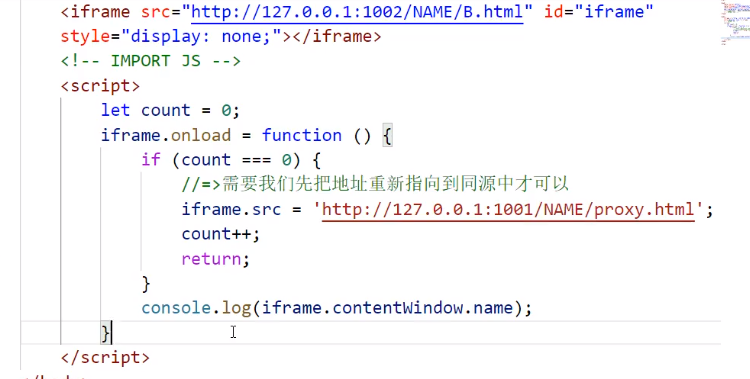 <iframe src="http://127.0.0.1:1002/NAME/B.html" id="iframe"
style="display: none;"></iframe>
<!-- IMPORT JS -->
<script>
let count = 0;
iframe.onload = function () {
if (count === 0) {
//=>需要我们先把地址重新指向到同源中才可以
iframe.src = 'http://127.0.0.1:1001/NAME/proxy.html';
count++;
return;
}
console.log(iframe.contentWindow.name);
}
</script>